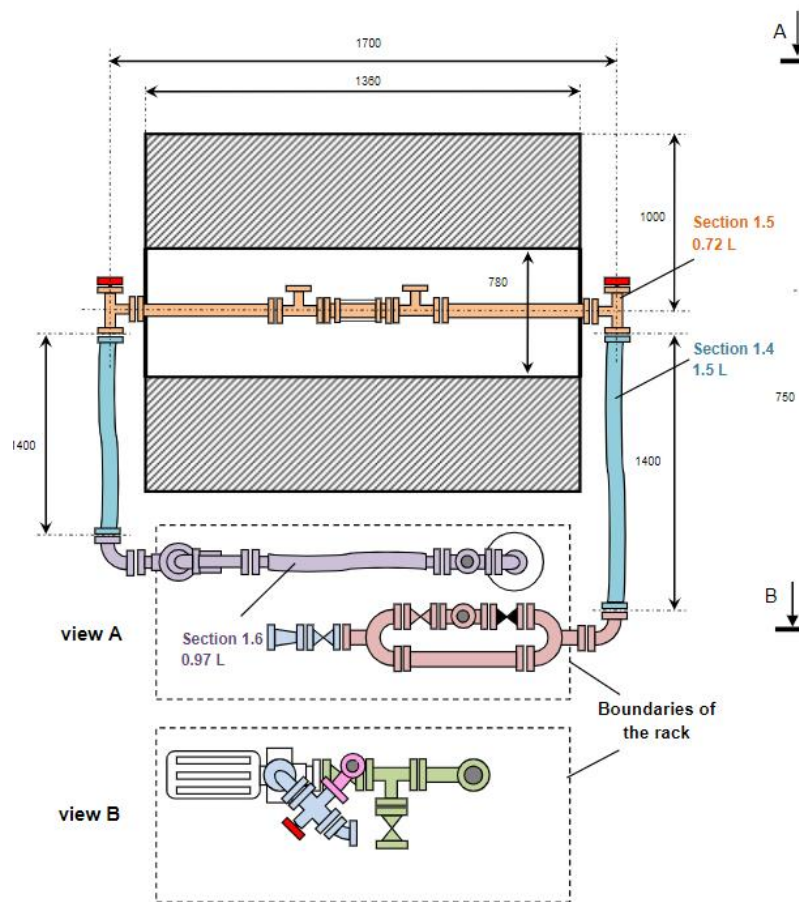 1700
A
1360
Section 1.5
0.72 L
1000
780
Section 1.4
1.5 L
750
1400
1400
B
view A
Section 1.6
0.97 L
Boundaries of
the rack
view B